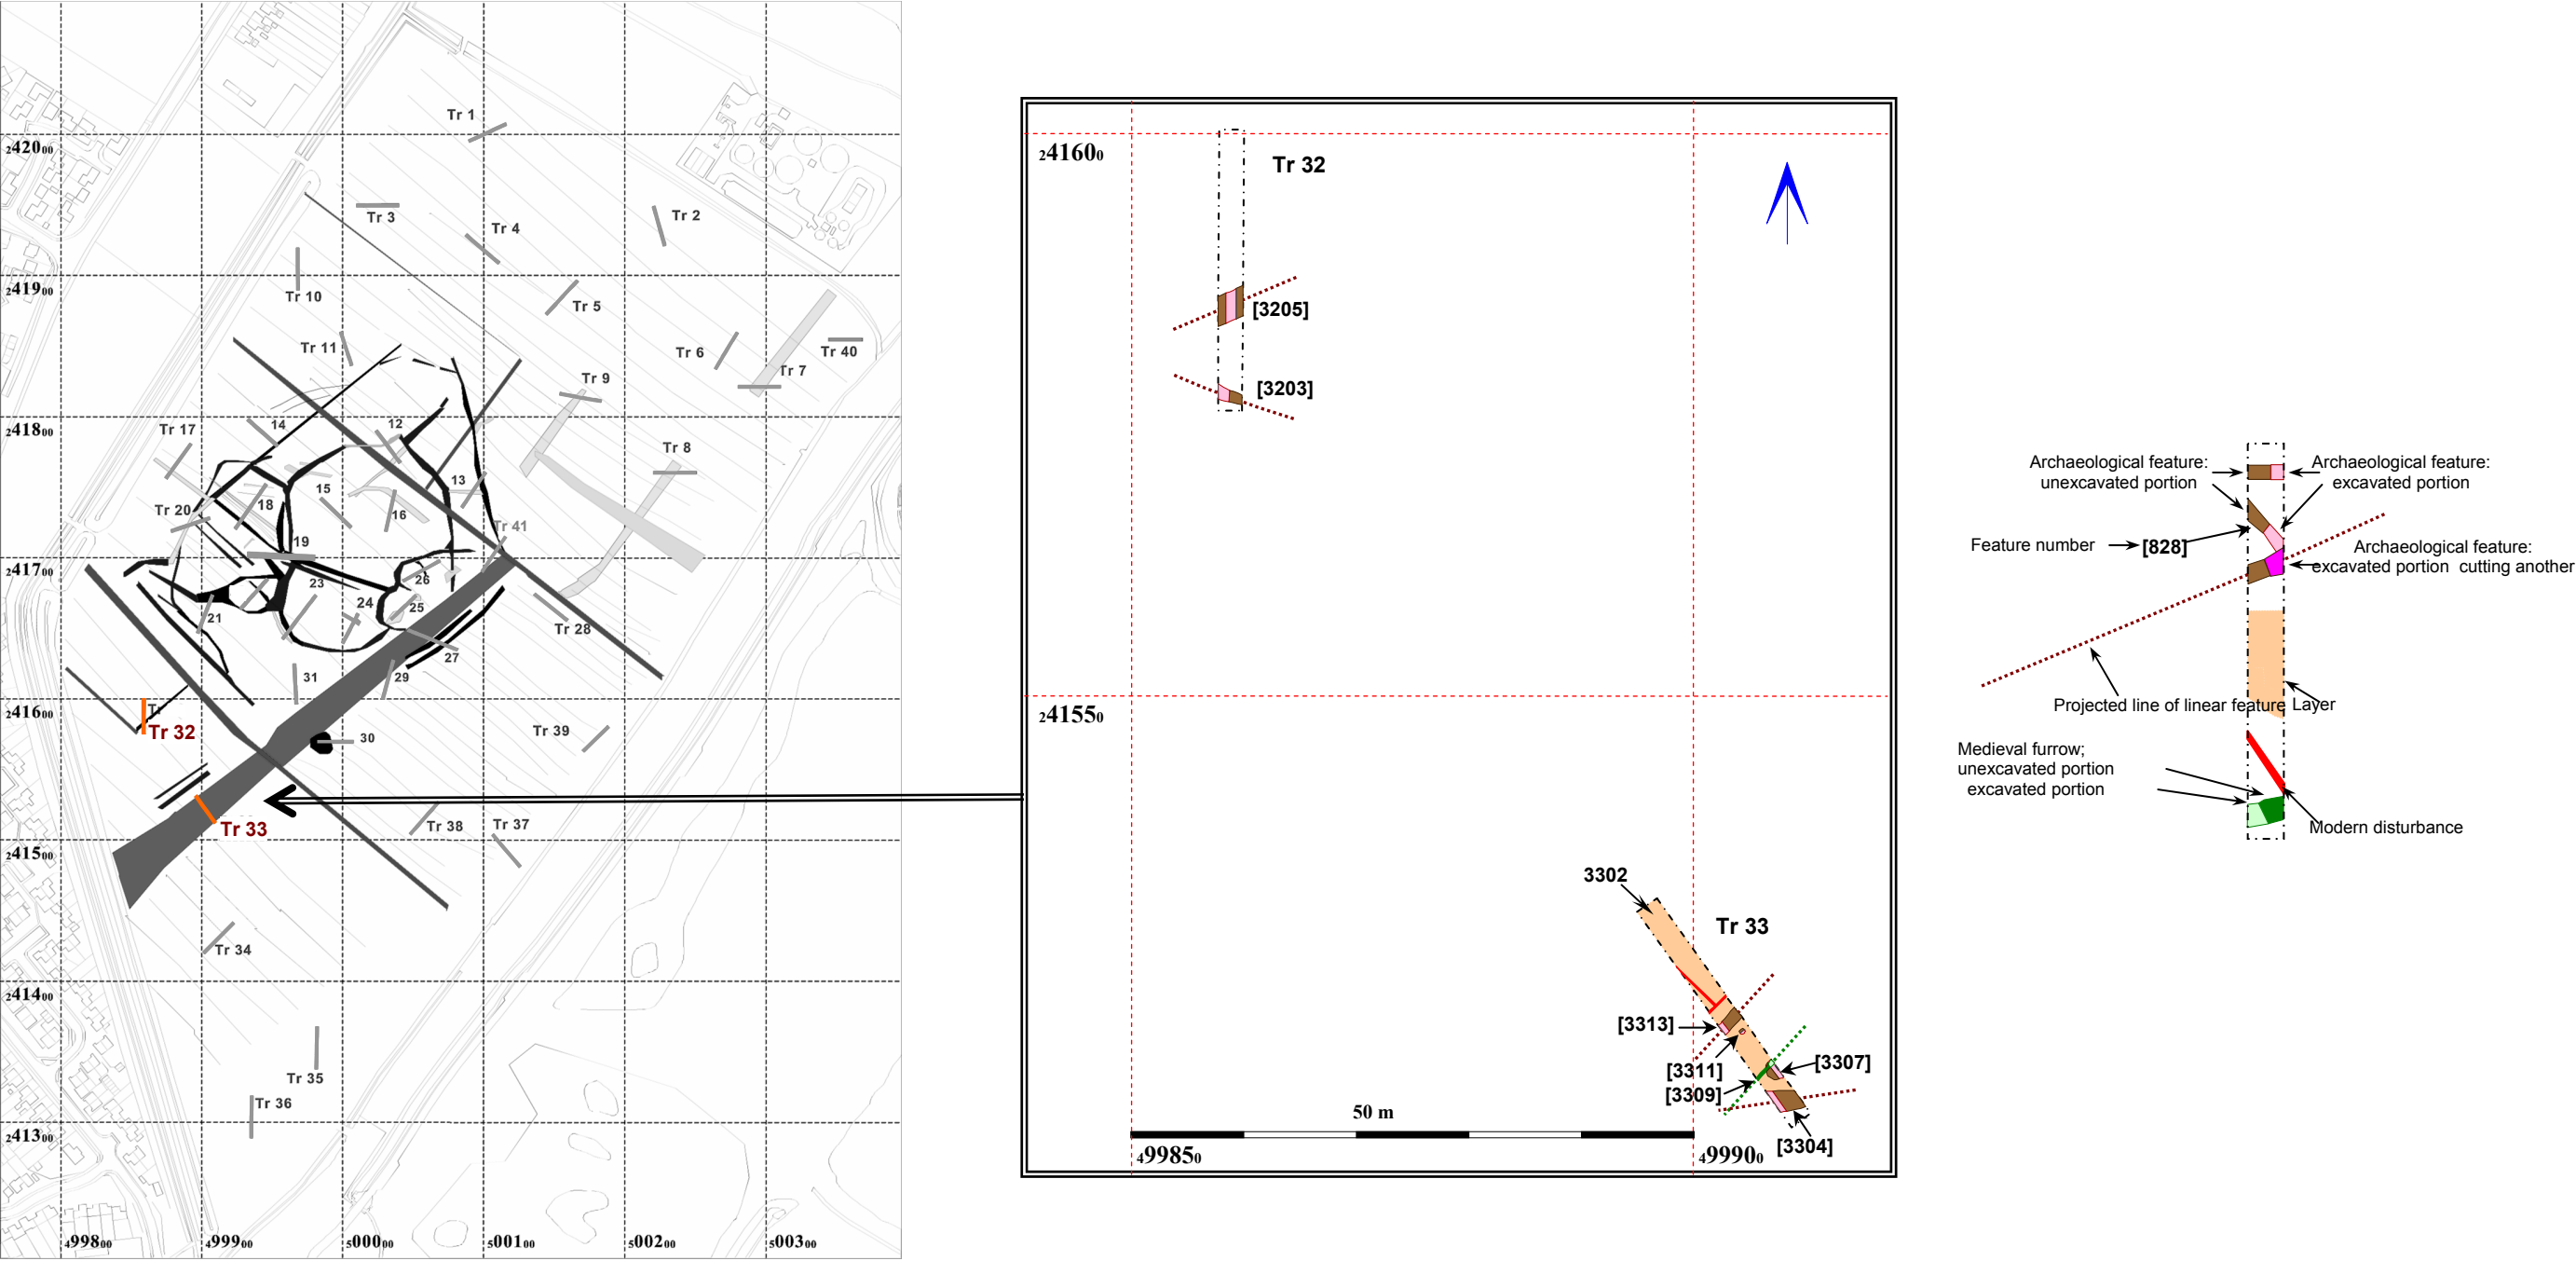 Tr 1
42000
Tr 3
Tr 2
Tr 4
41900
Tr 10
Tr 5
Tr 11
Tr 6
Tr 40
Tr 7
Tr 9
241800
Tr 17
14
12
Tr 8
13
15
18
16
Tr 20
Tr 41
19
241700
23
26
24
25
21
Tr 28
27
31
29
241600
Tr
Tr 32
30
Tr 39
Tr 33
Tr 38
Tr 37
241500
Tr 34
241400
Tr 35
Tr 36
241300
499800
499900
500000
500100
500200
500300
241600
Tr 32
[3205]
[3203]
241550
3302
Tr 33
[3313]
[3311]
[3307]
[3309]
50 m
[3304]
499850
499900
Archaeological feature:
unexcavated portion
Archaeological feature:
excavated portion
Feature number
[828]
Archaeological feature:
excavated portion cutting another
Projected line of linear feature
Layer
Medieval furrow;
unexcavated portion
excavated portion
Modern disturbance